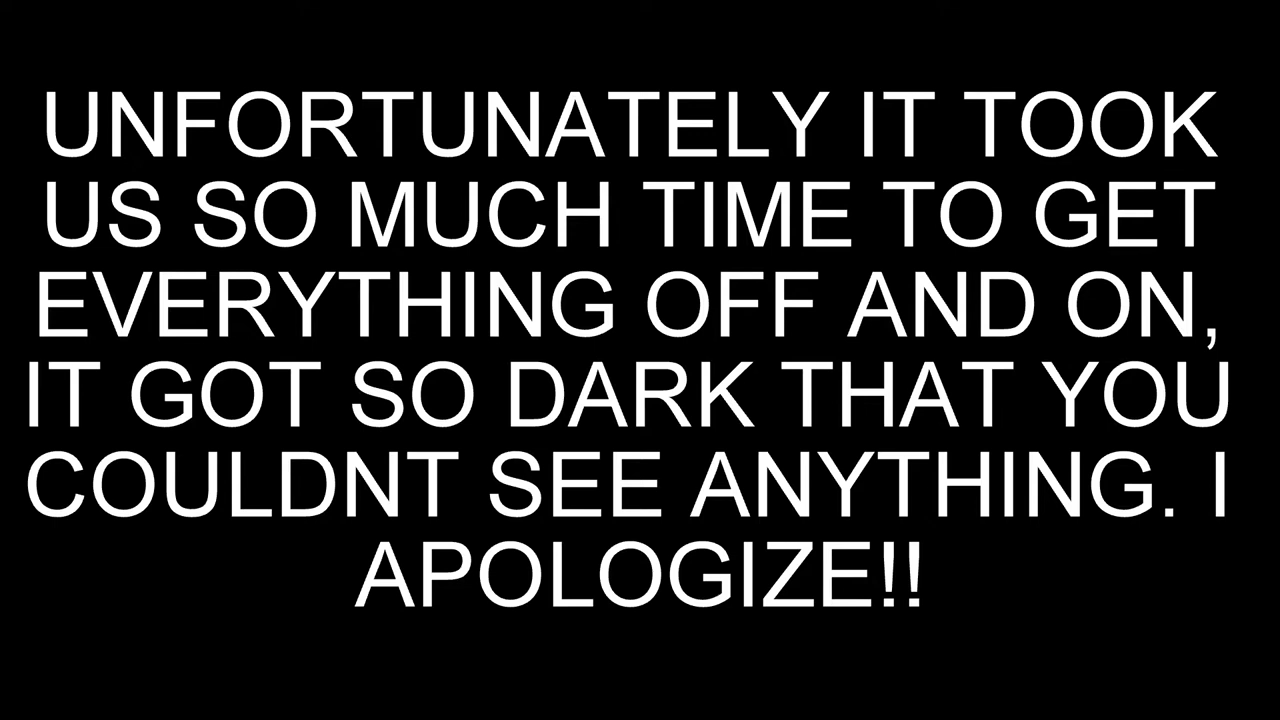 UNFORTUNATELY IT TOOK
US SO MUCH TIME TO GET
EVERYTHING OFF AND ON,
IT GOT SO DARK THAT YOU
COULDNT SEE ANYTHING. I
APOLOGIZE!!